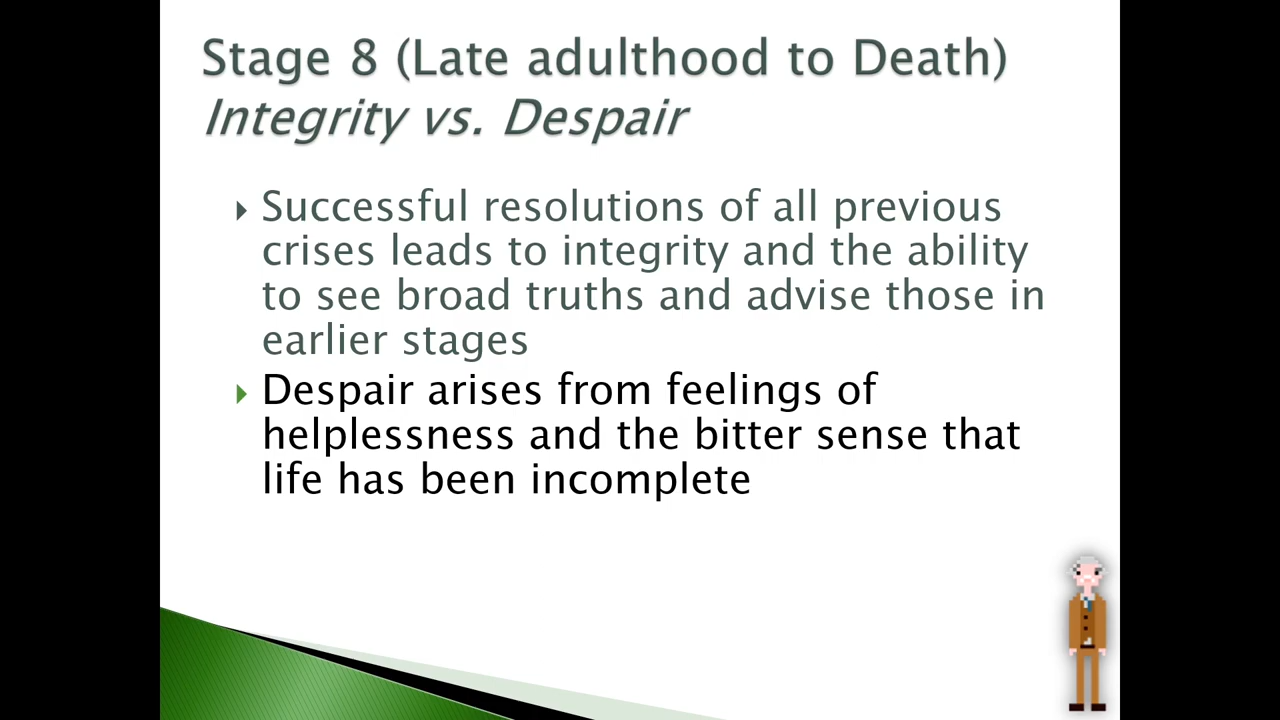 Stage 8 (Late adulthood to Death)
Integrity vs. Despair
Successful resolutions of all previous
crises leads to integrity and the ability
to see broad truths and advise those in
earlier stages
Despair arises from feelings of
helplessness and the bitter sense that
life has been incomplete